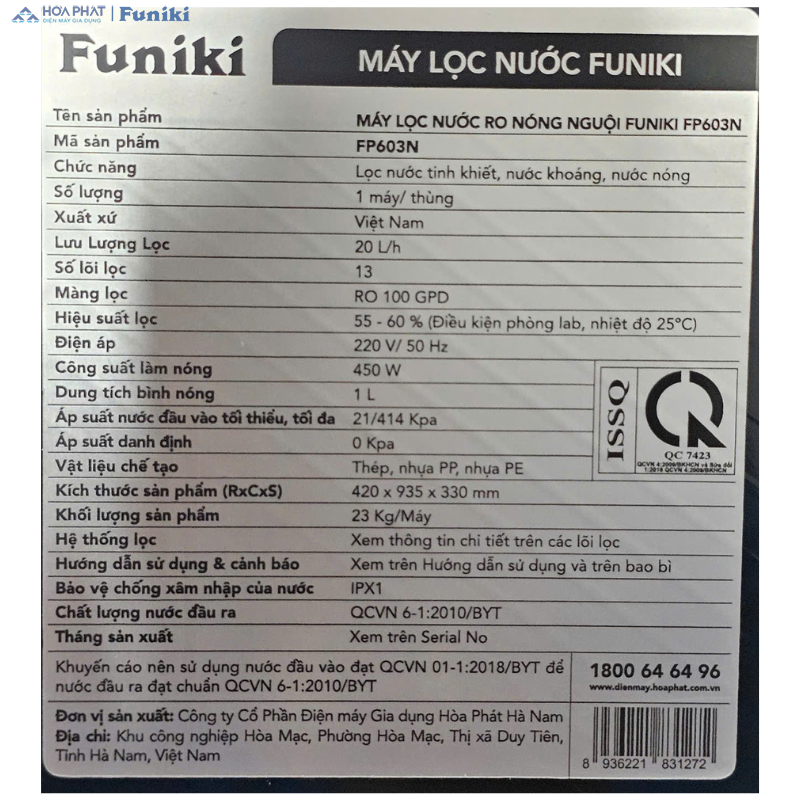 HÒA PHÁT | Funiki
ĐIỆN MÁY GIA DỤNG
Funiki
MÁY LỌC NƯỚC FUNIKI
Tên sản phẩm MÁY LỌC NƯỚC RO NÓNG NGUỘI FUNIKI FP603N
Mã sản phẩm FP603N
Chức năng Lọc nước tinh khiết, nước khoáng, nước nóng
Số lượng 1 máy/ thùng
Xuất xứ Việt Nam
Lưu Lượng Lọc 20 L/h
Số lõi lọc 13
Màng lọc RO 100 GPD
Hiệu suất lọc 55 - 60 % (Điều kiện phòng lab, nhiệt độ 25°C)
Điện áp 220 V/ 50 Hz
Công suất làm nóng 450 W
Dung tích bình nóng 1 L
Áp suất nước đầu vào tối thiểu, tối đa 21/414 Kpa
Áp suất danh định 0 Kpa
Vật liệu chế tạo Thép, nhựa PP, nhựa PE
ISSQ
QC 7423
QCVN 4:2009/BKHCN và Sửa đổi
1:2016 QCVN 4:2009/BKHCN
Kích thước sản phẩm (RxCxS) 420 x 935 x 330 mm
Khối lượng sản phẩm 23 Kg/Máy
Hệ thống lọc Xem thông tin chi tiết trên các lõi lọc
Hướng dẫn sử dụng & cảnh báo Xem trên Hướng dẫn sử dụng và trên bao bì
Bảo vệ chống xâm nhập của nước IPX1
Chất lượng nước đầu ra QCVN 6-1:2010/BYT
Tháng sản xuất Xem trên Serial No
Khuyến cáo nên sử dụng nước đầu vào đạt QCVN 01-1:2018/BYT để
nước đầu ra đạt chuẩn QCVN 6-1:2010/BYT
1800 64 64 96
www.dienmay.hoaphat.com.vn
Đơn vị sản xuất: Công ty Cổ Phần Điện máy Gia dụng Hòa Phát Hà Nam
Địa chỉ: Khu công nghiệp Hòa Mạc, Phường Hòa Mạc, Thị xã Duy Tiên,
Tỉnh Hà Nam, Việt Nam
8 936221 831272